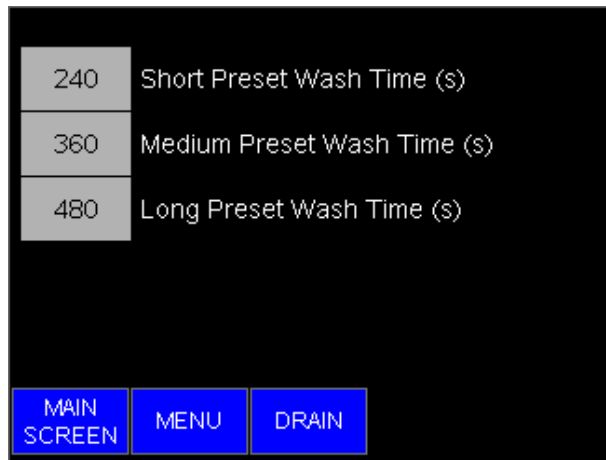 240 Short Preset Wash Time (s)
360 Medium Preset Wash Time (s)
480 Long Preset Wash Time (s)
MAIN
SCREEN
MENU
DRAIN